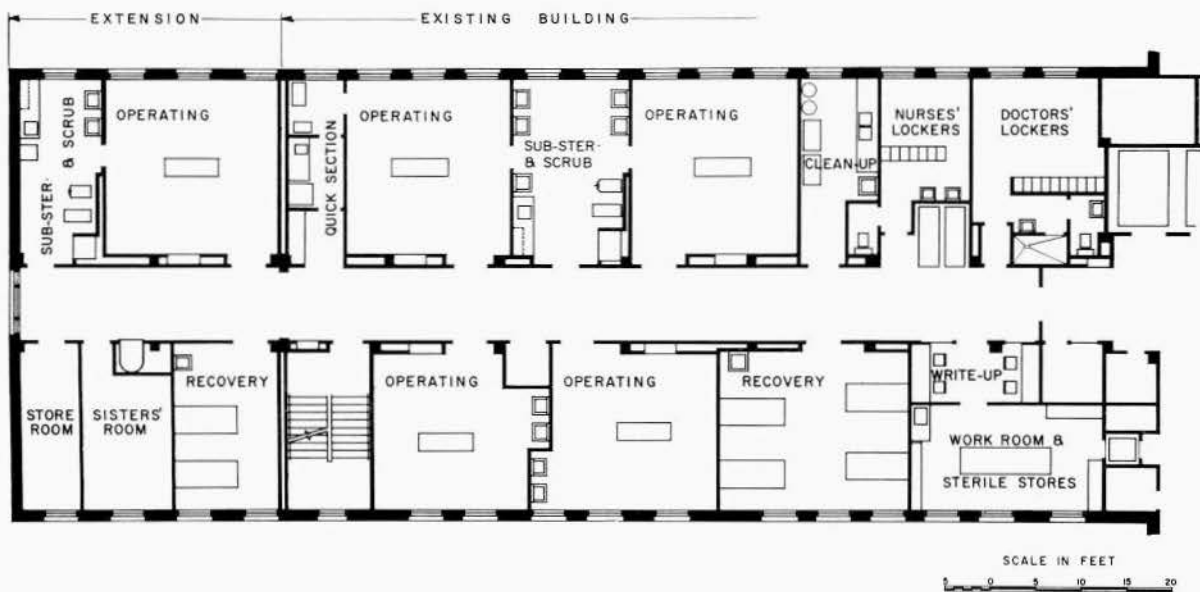 EXTENSION
EXISTING BUILDING
SUB-STER-
& SCRUB
OPERATING
QUICK SECTION
OPERATING
SUB-STER-
& SCRUB
OPERATING
CLEAN-UP
NURSES'
LOCKERS
DOCTORS'
LOCKERS
STORE
ROOM
SISTERS'
ROOM
RECOVERY
OPERATING
OPERATING
RECOVERY
WRITE-UP
WORK ROOM &
STERILE STORES
SCALE IN FEET
5 0 5 10 15 20